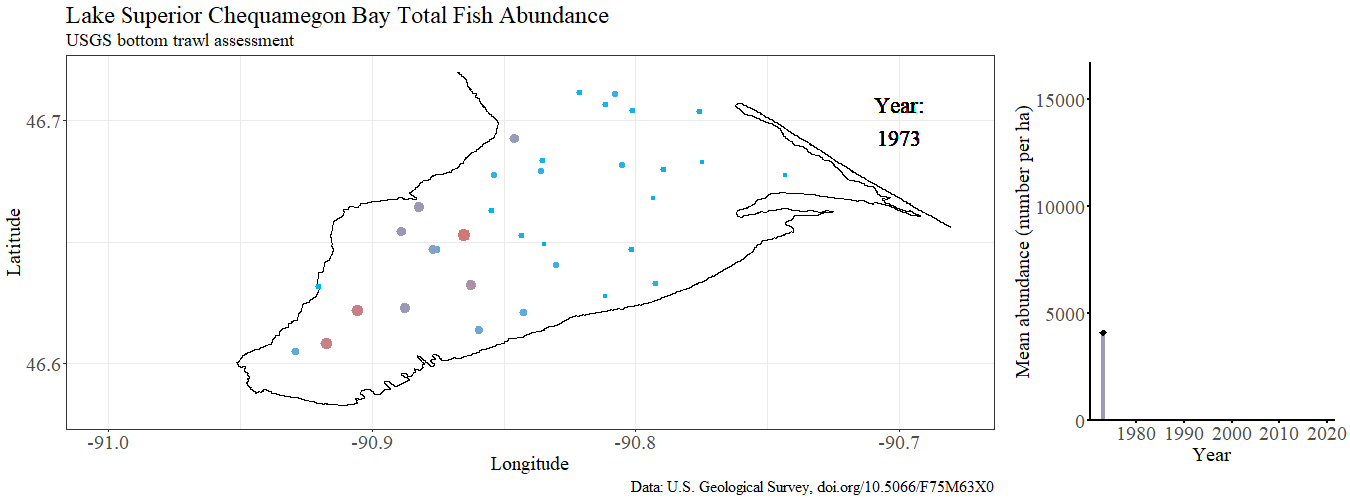 Lake Superior Chequamegon Bay Total Fish Abundance
USGS bottom trawl assessment
Year:
1973
46.7
46.6
Latitude
-91.0
-90.9
-90.8
-90.7
Longitude
Data: U.S. Geological Survey, doi.org/10.5066/F75M63X0
Mean abundance (number per ha)
15000
10000
5000
0
1980 1990 2000 2010 2020
Year